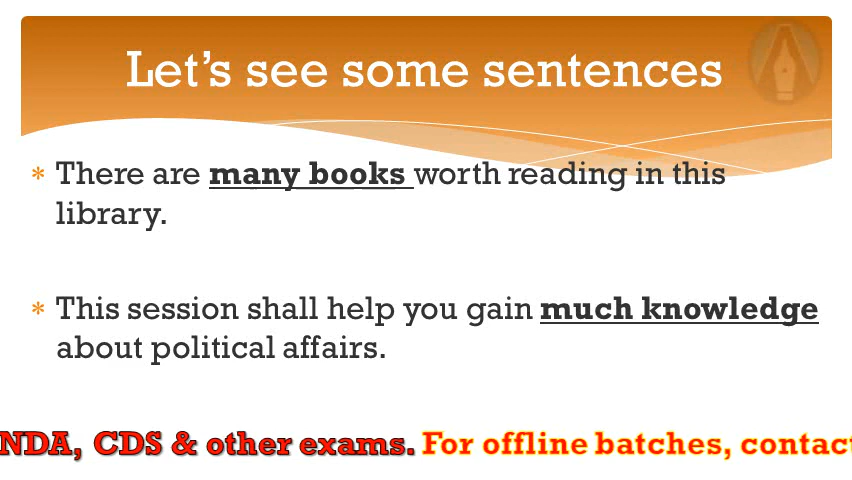 Let's see some sentences
* There are many books worth reading in this
library.
* This session shall help you gain much knowledge
about political affairs.
NDA, CDS & other exams. For offline batches, contact